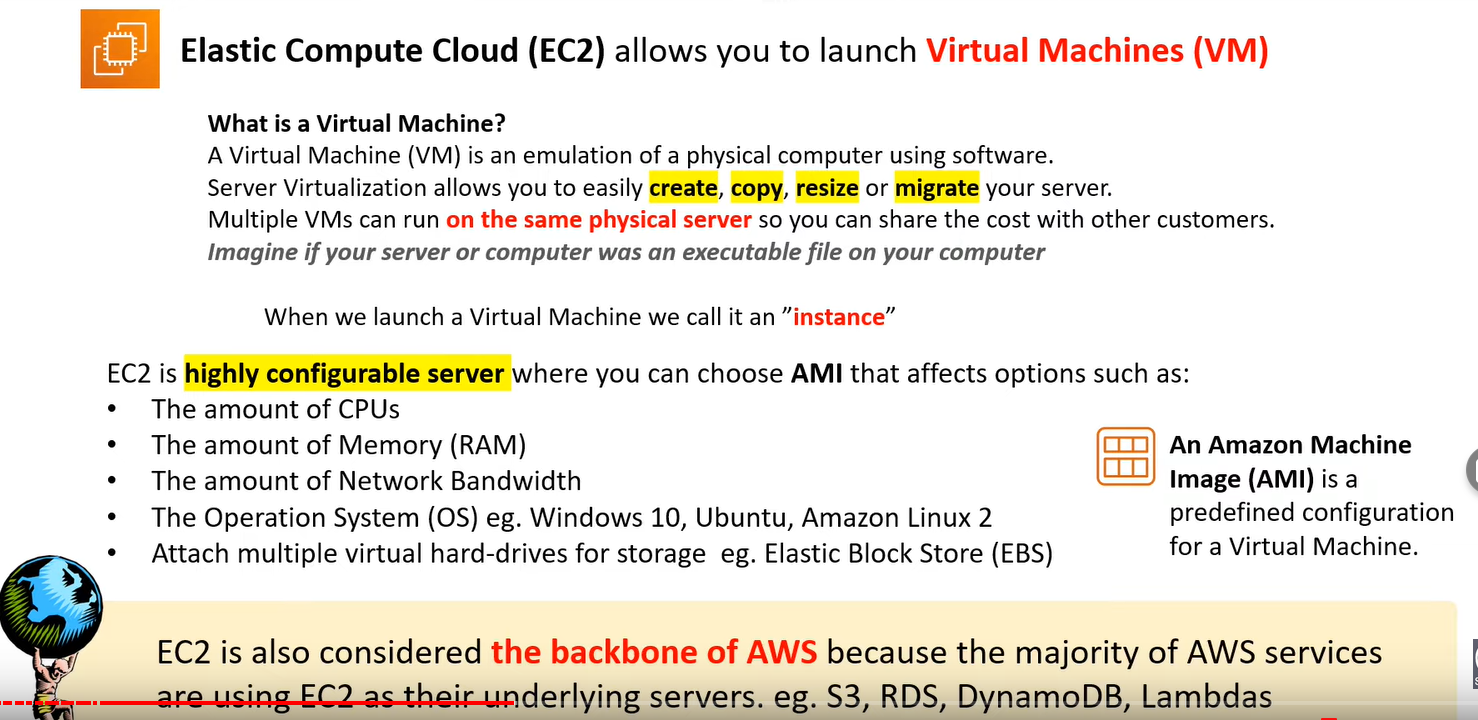 Elastic Compute Cloud (EC2) allows you to launch Virtual Machines (VM)
What is a Virtual Machine?
A Virtual Machine (VM) is an emulation of a physical computer using software.
Server Virtualization allows you to easily create, copy, resize or migrate your server.
Multiple VMs can run on the same physical server so you can share the cost with other customers.
Imagine if your server or computer was an executable file on your computer
When we launch a Virtual Machine we call it an ”instance”
EC2 is highly configurable server where you can choose AMI that affects options such as:
• The amount of CPUs
• The amount of Memory (RAM)
• The amount of Network Bandwidth
• The Operation System (OS) eg. Windows 10, Ubuntu, Amazon Linux 2
• Attach multiple virtual hard-drives for storage eg. Elastic Block Store (EBS)
An Amazon Machine
Image (AMI) is a
predefined configuration
for a Virtual Machine.
EC2 is also considered the backbone of AWS because the majority of AWS services
are using EC2 as their underlying servers. eg. S3, RDS, DynamoDB, Lambdas